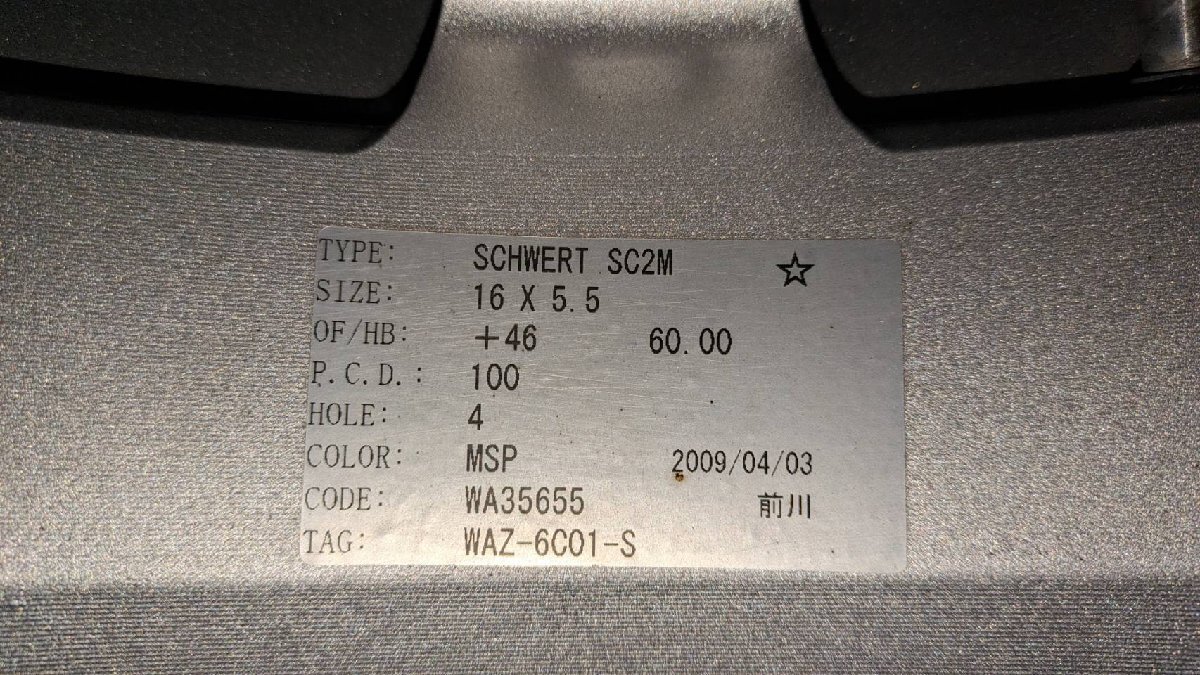 TYPE: SCHWERT SC2M ☆
SIZE: 16 X 5.5
OF/HB: +46 60.00
P.C.D.: 100
HOLE: 4
COLOR: MSP 2009/04/03
CODE: WA35655 前川
TAG: WAZ-6C01-S